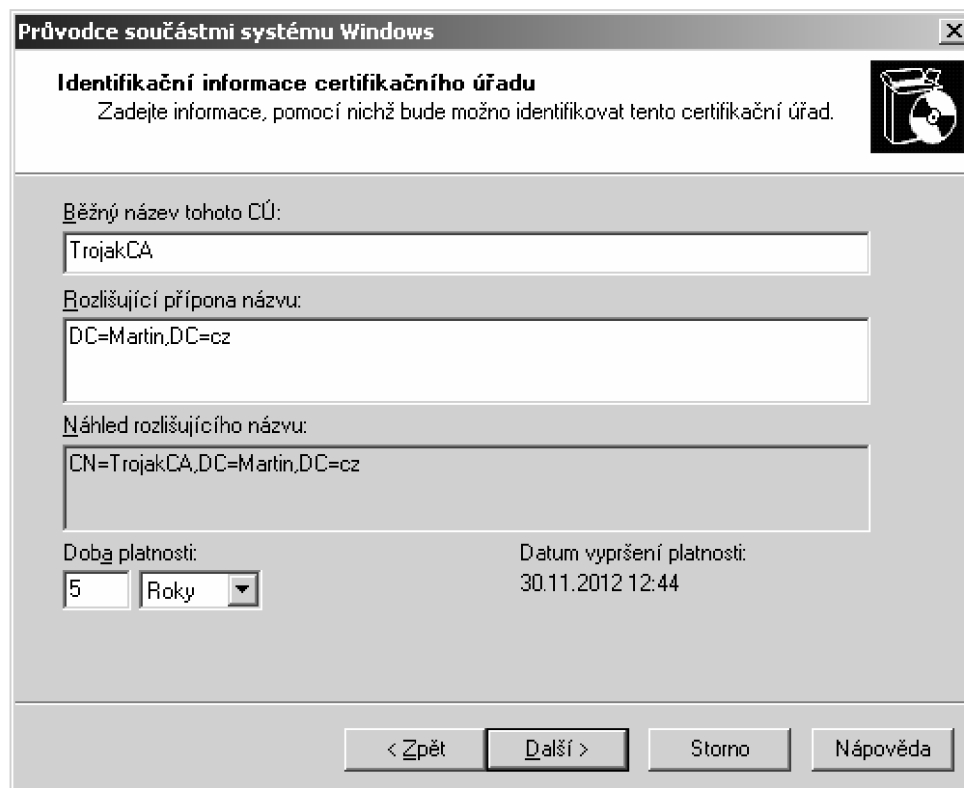 Průvodce součástmi systému Windows
Identifikační informace certifikačního úřadu
Zadejte informace, pomocí nichž bude možno identifikovat tento certifikační úřad.
Běžný název tohoto CÚ:
TrojakCA
Rozlišující přípona názvu:
DC=Martin,DC=cz
Náhled rozlišujícího názvu:
CN=TrojakCA,DC=Martin,DC=cz
Doba platnosti:
Datum vypršení platnosti:
5 Roky
30.11.2012 12:44
< Zpět
Další >
Storno
Nápověda